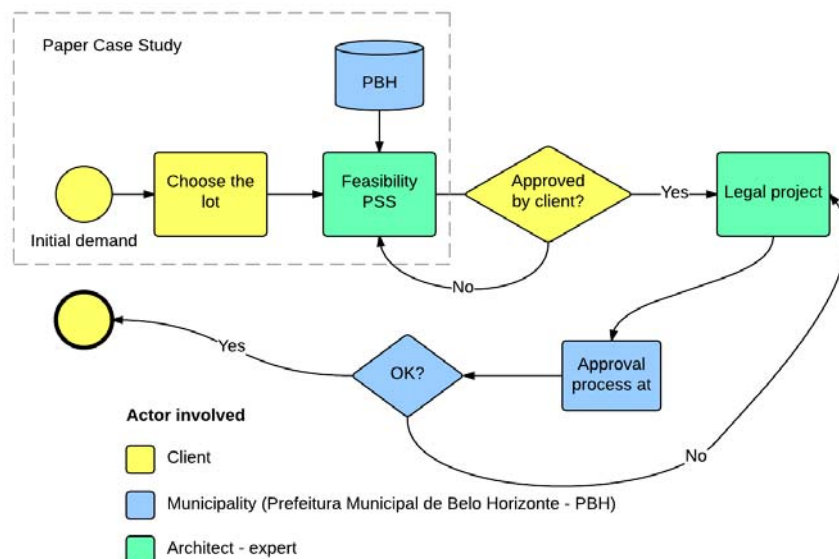 Paper Case Study
PBH
Choose the
lot
Feasibility
PSS
Approved
by client?
Yes
Legal project
Initial demand
No
Yes
OK?
Approval
process at
No
Actor involved
Client
Municipality (Prefeitura Municipal de Belo Horizonte - PBH)
Architect - expert